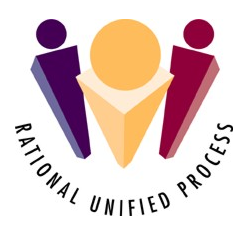 RATIONAL UNIFIED PROCESS